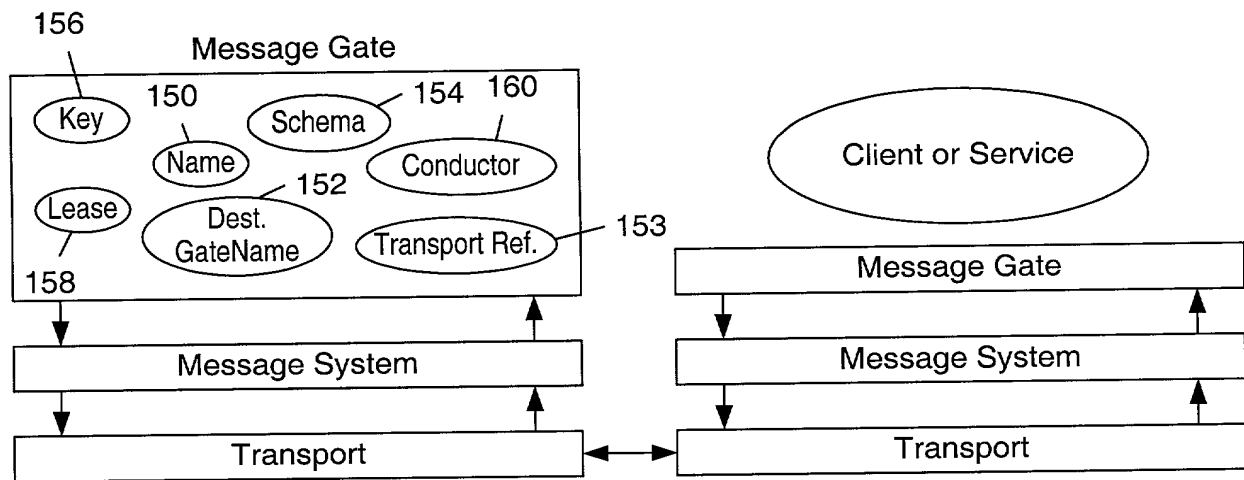 156
Message Gate
150
154
160
Key
Schema
Name
Conductor
Client or Service
152
Lease
Dest.
GateName
Transport Ref.
153
158
Message Gate
Message System
Message System
Transport
Transport